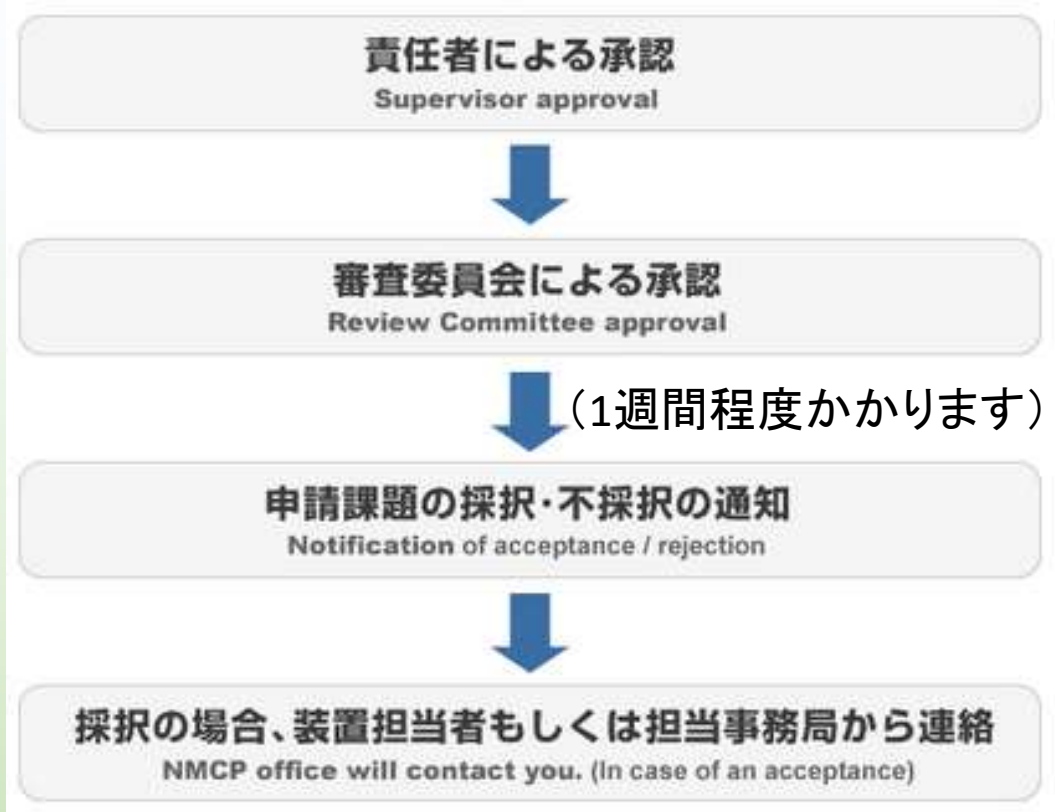 責任者による承認
Supervisor approval
審査委員会による承認
Review Committee approval
（1週間程度かかります）
申請課題の採択・不採択の通知
Notification of acceptance / rejection
採択の場合、装置担当者もしくは担当事務局から連絡
NMCP office will contact you. (In case of an acceptance)